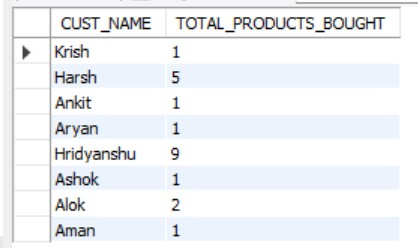 CUST_NAME TOTAL_PRODUCTS_BOUGHT
Krish 1
Harsh 5
Ankit 1
Aryan 1
Hridyanshu 9
Ashok 1
Alok 2
Aman 1